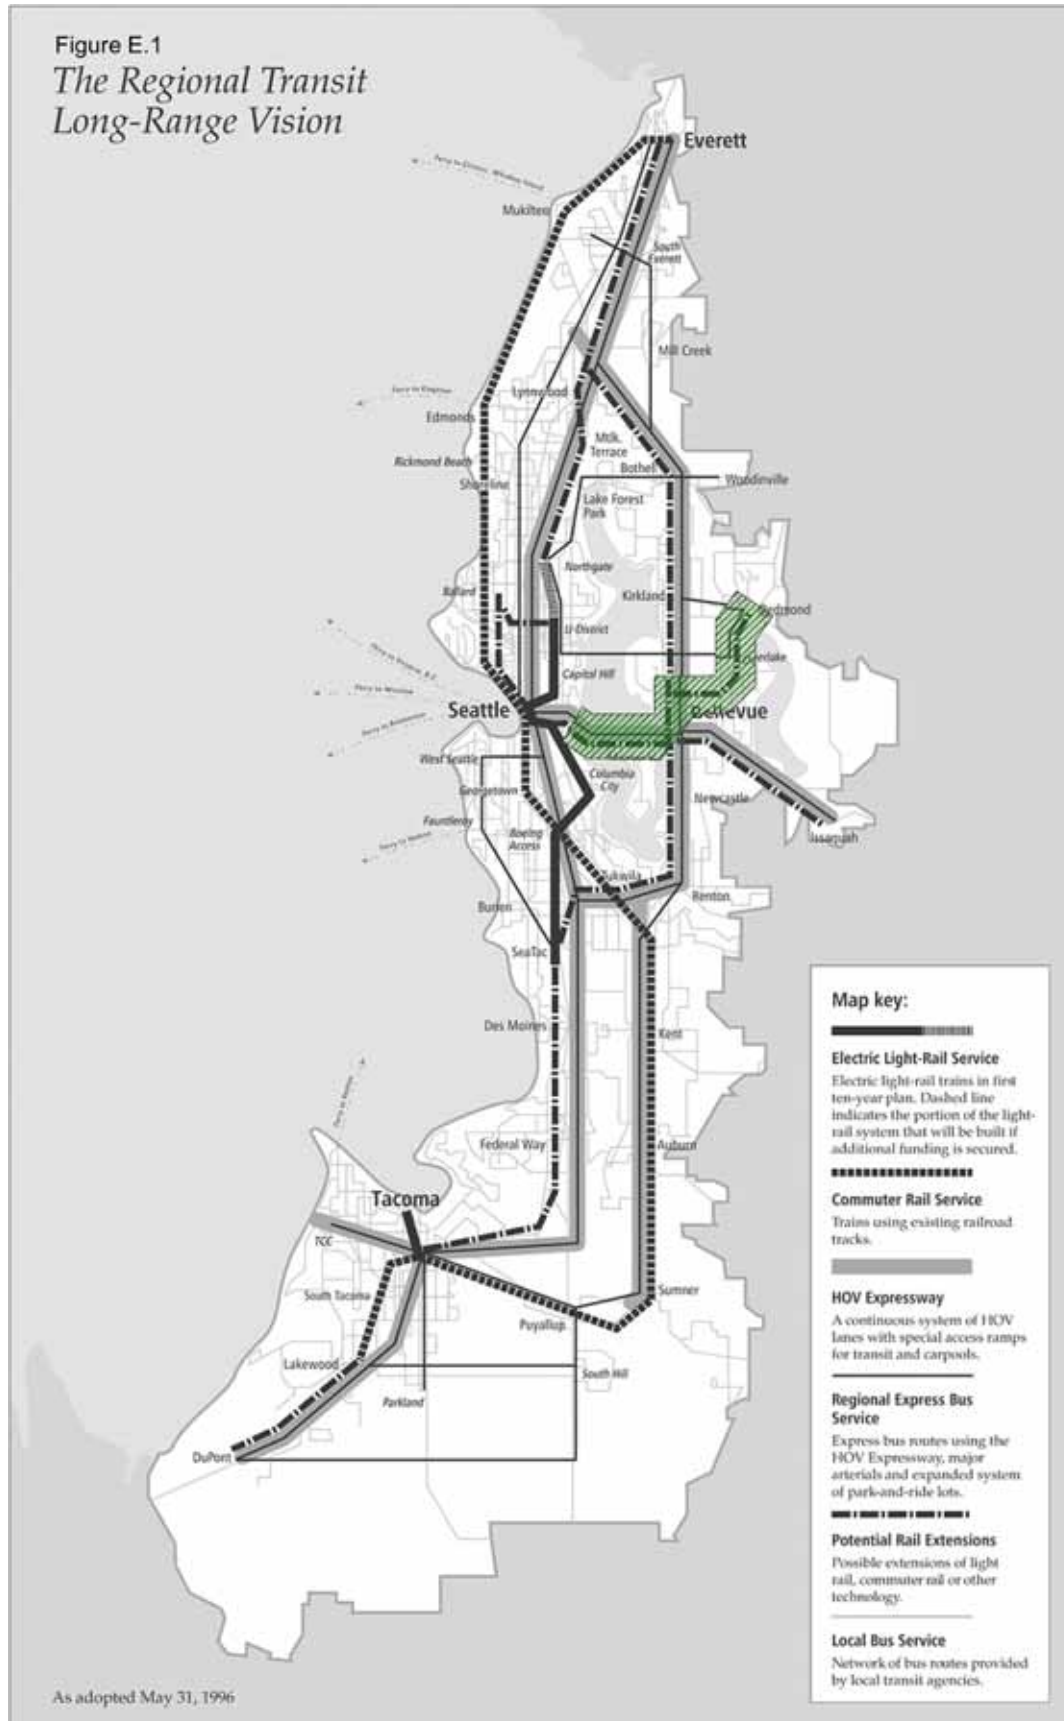 Figure E.1
The Regional Transit
Long-Range Vision
Everett
Mukilteo
South
Everett
Mill Creek
Lynnwood
Edmonds
Mtlk.
Terrace
Bothell
Rickmond Beach
Shoreline
Woodinville
Lake Forest
Park
Northgate
Ballard
Kirkland
Redmond
U-District
Capitol Hill
Seattle
Bellevue
West Seattle
Columbia
City
Georgetown
Newcastle
Fauntleroy
Boeing
Access
Issaquah
Tukwila
Burien
Renton
SeaTac
Des Moines
Kent
Federal Way
Auburn
Tacoma
TCC
South Tacoma
Sumner
Puyallup
Lakewood
South Hill
Parkland
DuPont
Map key:
Electric Light-Rail Service
Electric light-rail trains in first
ten-year plan. Dashed line
indicates the portion of the light-
rail system that will be built if
additional funding is secured.
Commuter Rail Service
Trains using existing railroad
tracks.
HOV Expressway
A continuous system of HOV
lanes with special access ramps
for transit and carpools.
Regional Express Bus
Service
Express bus routes using the
HOV Expressway, major
arterials and expanded system
of park-and-ride lots.
Potential Rail Extensions
Possible extensions of light
rail, commuter rail or other
technology.
Local Bus Service
Network of bus routes provided
by local transit agencies.
As adopted May 31, 1996